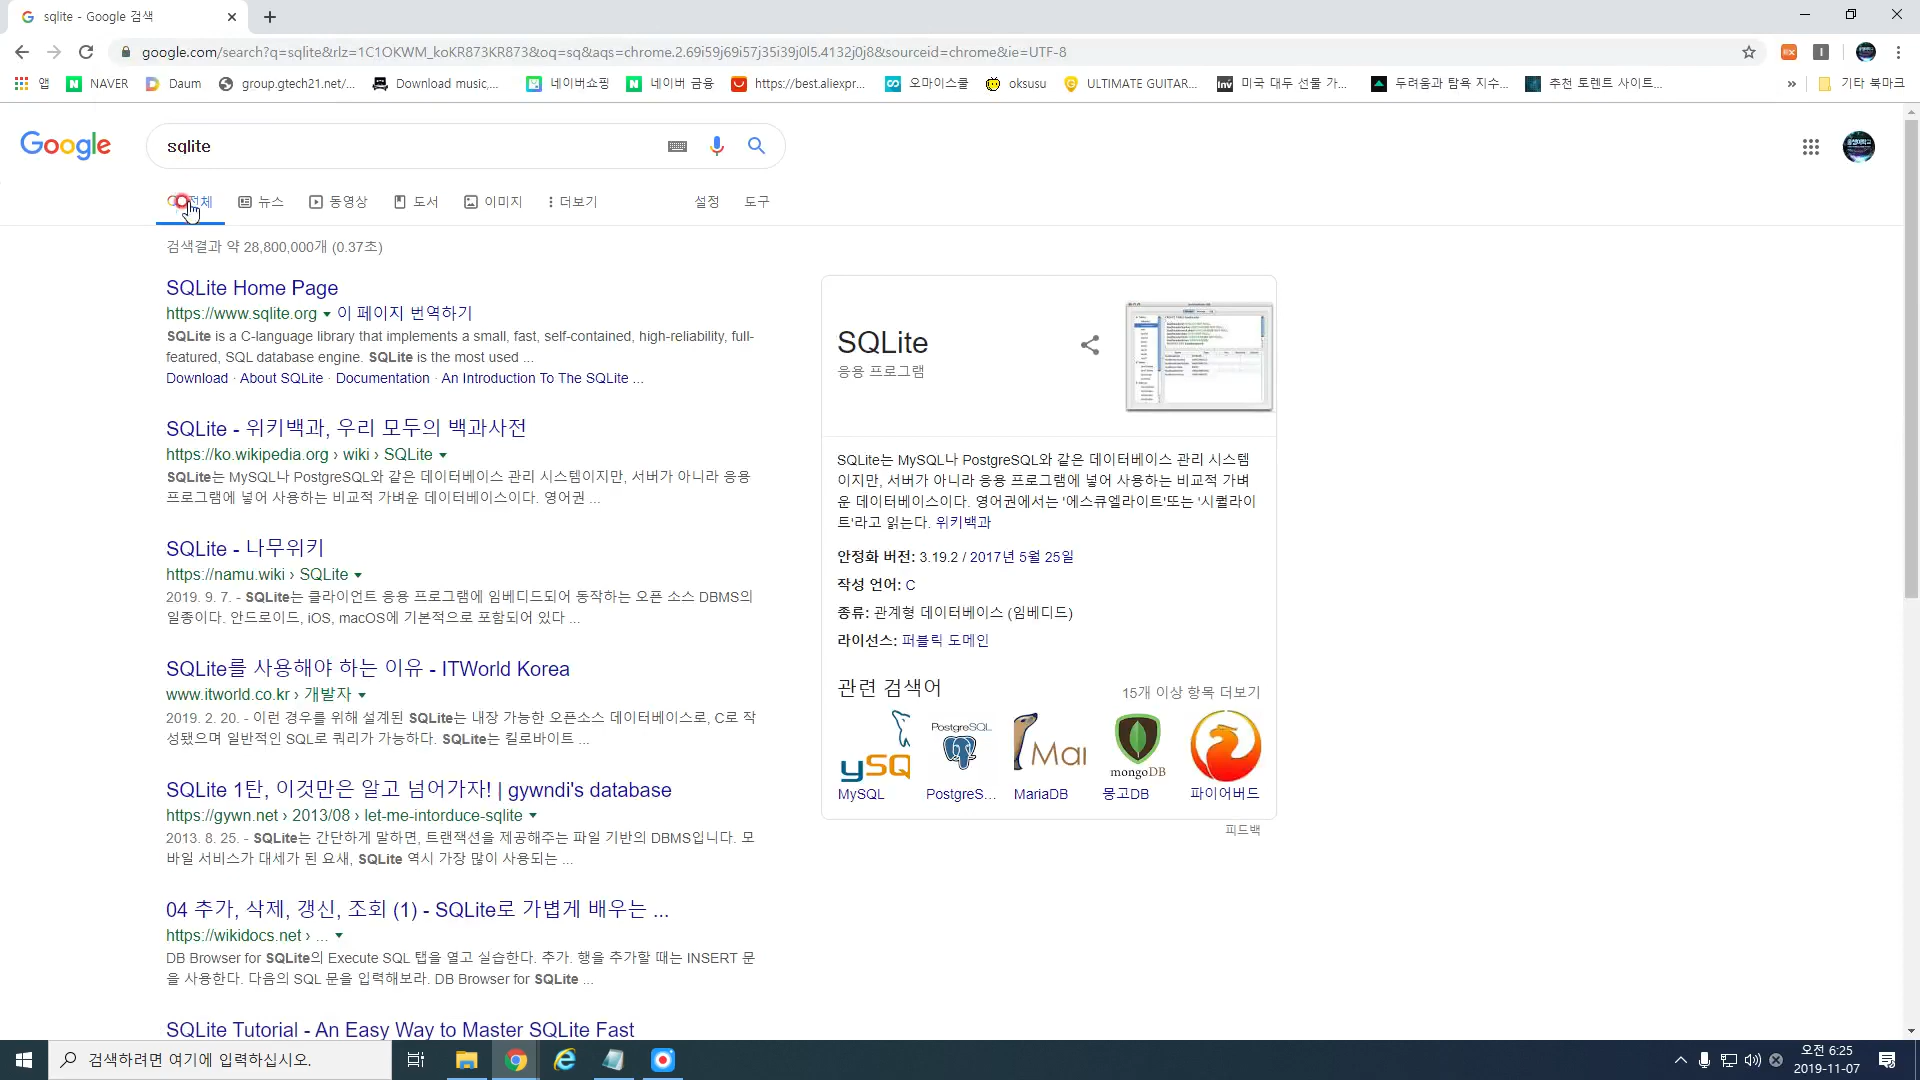 sqlite - Google 검색
google.com/search?q=sqlite&rlz=1C1OKWM_koKR873KR873&oq=sq&aqs=chrome.2.69i59j69i57j35i39j0l5.4132j0j8&sourceid=chrome&ie=UTF-8
앱 NAVER Daum group.gtech21.net/... Download music,... 네이버쇼핑 네이버 금융 https://best.aliexpr... 오마이스쿨 oksusu ULTIMATE GUITAR... 미국 대두 선물 가... 두려움과 탐욕 지수... 추천 토렌트 사이트... » 기타 북마크
Google sqlite
전체 뉴스 동영상 도서 이미지 더보기 설정 도구
검색결과 약 28,800,000개 (0.37초)
SQLite Home Page
https://www.sqlite.org 이 페이지 번역하기
SQLite is a C-language library that implements a small, fast, self-contained, high-reliability, full-
featured, SQL database engine. SQLite is the most used ...
Download · About SQLite · Documentation · An Introduction To The SQLite ...
SQLite - 위키백과, 우리 모두의 백과사전
https://ko.wikipedia.org › wiki › SQLite
SQLite는 MySQL나 PostgreSQL와 같은 데이터베이스 관리 시스템이지만, 서버가 아니라 응용
프로그램에 넣어 사용하는 비교적 가벼운 데이터베이스이다. 영어권 ...
SQLite - 나무위키
https://namu.wiki › SQLite
2019. 9. 7. - SQLite는 클라이언트 응용 프로그램에 임베디드되어 동작하는 오픈 소스 DBMS의
일종이다. 안드로이드, iOS, macOS에 기본적으로 포함되어 있다 ...
SQLite를 사용해야 하는 이유 - ITWorld Korea
www.itworld.co.kr › 개발자
2019. 2. 20. - 이런 경우를 위해 설계된 SQLite는 내장 가능한 오픈소스 데이터베이스로, C로 작
성됐으며 일반적인 SQL로 쿼리가 가능하다. SQLite는 킬로바이트 ...
SQLite 1탄, 이것만은 알고 넘어가자! | gywndi's database
https://gywn.net › 2013/08 › let-me-intorduce-sqlite
2013. 8. 25. - SQLite는 간단하게 말하면, 트랜잭션을 제공해주는 파일 기반의 DBMS입니다. 모
바일 서비스가 대세가 된 요새, SQLite 역시 가장 많이 사용되는 ...
04 추가, 삭제, 갱신, 조회 (1) - SQLite로 가볍게 배우는 ...
https://wikidocs.net › ...
DB Browser for SQLite의 Execute SQL 탭을 열고 실습한다. 추가. 행을 추가할 때는 INSERT 문
을 사용한다. 다음의 SQL 문을 입력해보라. DB Browser for SQLite ...
SQLite Tutorial - An Easy Way to Master SQLite Fast
SQLite
응용 프로그램
SQLite는 MySQL나 PostgreSQL와 같은 데이터베이스 관리 시스템
이지만, 서버가 아니라 응용 프로그램에 넣어 사용하는 비교적 가벼
운 데이터베이스이다. 영어권에서는 '에스큐엘라이트'또는 '시퀄라이
트'라고 읽는다. 위키백과
안정화 버전: 3.19.2 / 2017년 5월 25일
작성 언어: C
종류: 관계형 데이터베이스 (임베디드)
라이선스: 퍼블릭 도메인
관련 검색어 15개 이상 항목 더보기
ySQ PostgreSQL Mai mongoDB
MySQL PostgreS... MariaDB 몽고DB 파이어버드
피드백
검색하려면 여기에 입력하십시오.
오전 6:25
2019-11-07